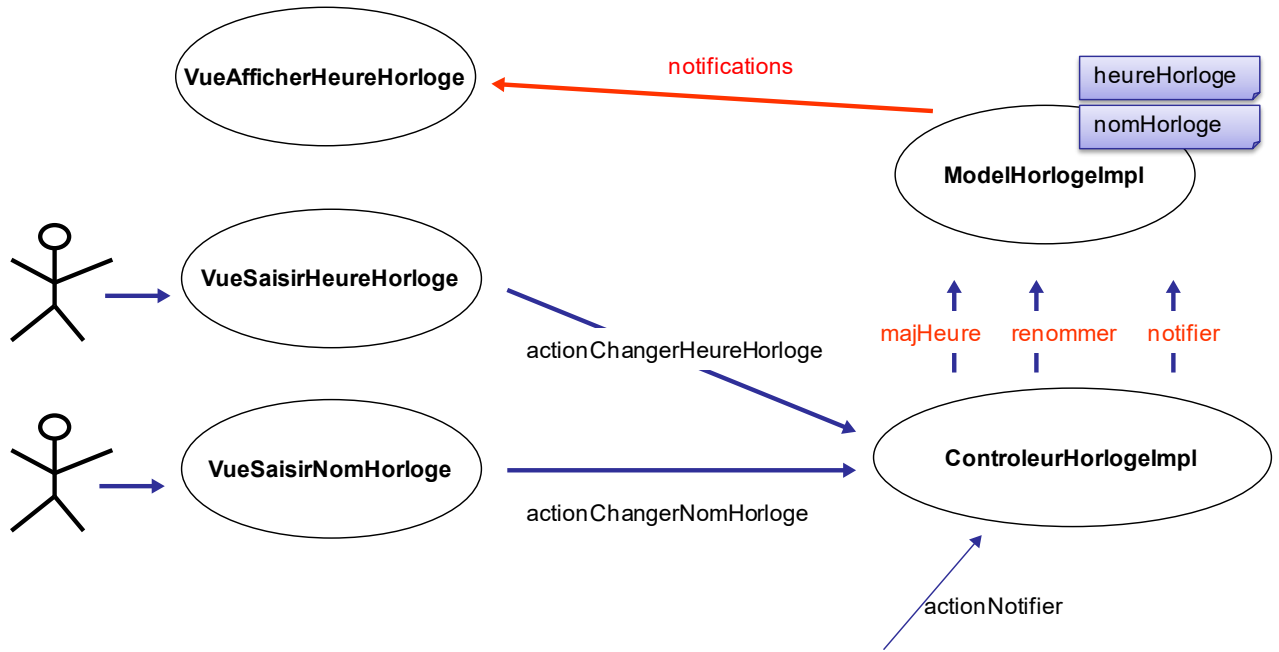 notifications
heureHorloge
VueAfficherHeureHorloge
nomHorloge
ModelHorlogeImpl
VueSaisirHeureHorloge
majHeure
renommer
notifier
actionChangerHeureHorloge
VueSaisirNomHorloge
ControleurHorlogeImpl
actionChangerNomHorloge
actionNotifier